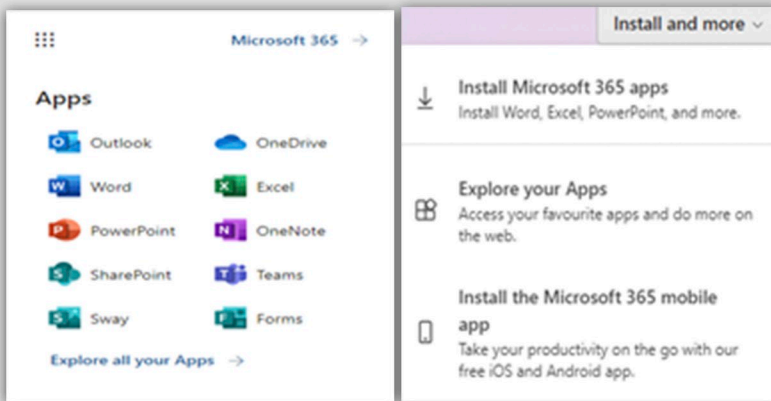 Microsoft 365 →
Apps
Outlook
OneDrive
Word
Excel
PowerPoint
OneNote
SharePoint
Teams
Sway
Forms
Explore all your Apps →
Install and more
Install Microsoft 365 apps
Install Word, Excel, PowerPoint, and more.
Explore your Apps
Access your favourite apps and do more on
the web.
Install the Microsoft 365 mobile
app
Take your productivity on the go with our
free iOS and Android app.